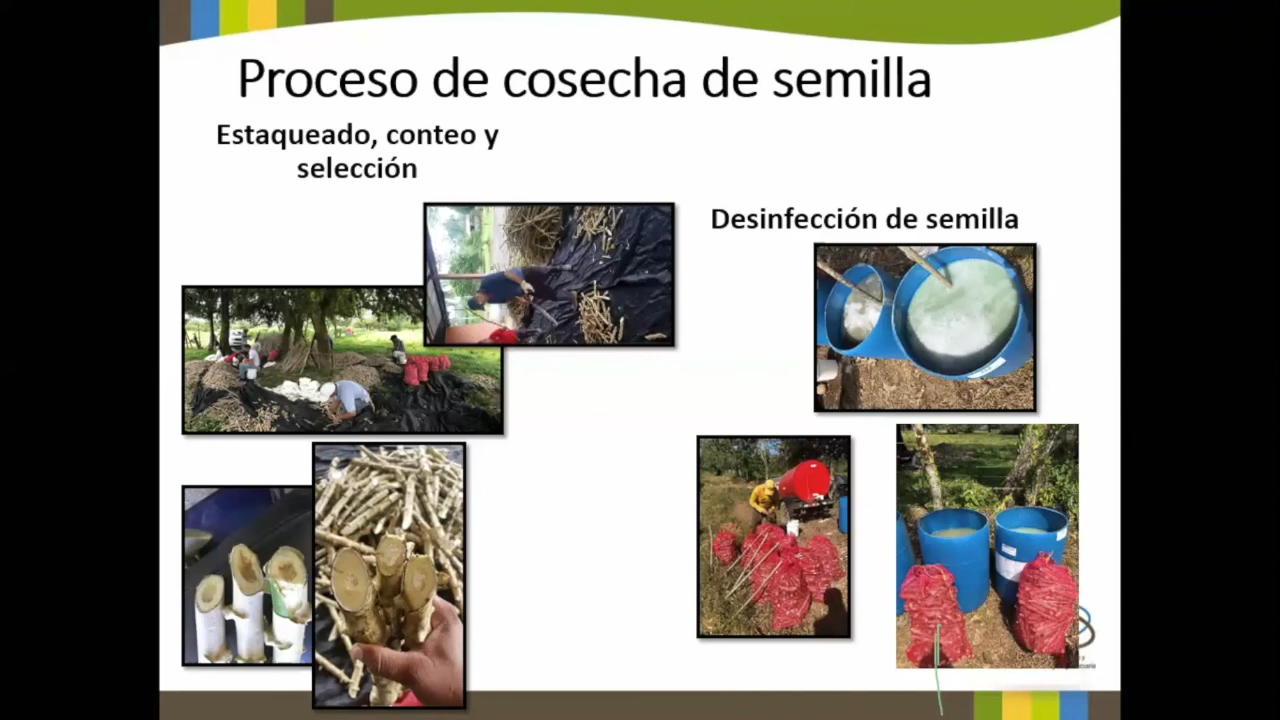 Proceso de cosecha de semilla
Estaqueado, conteo y
selección
Desinfección de semilla